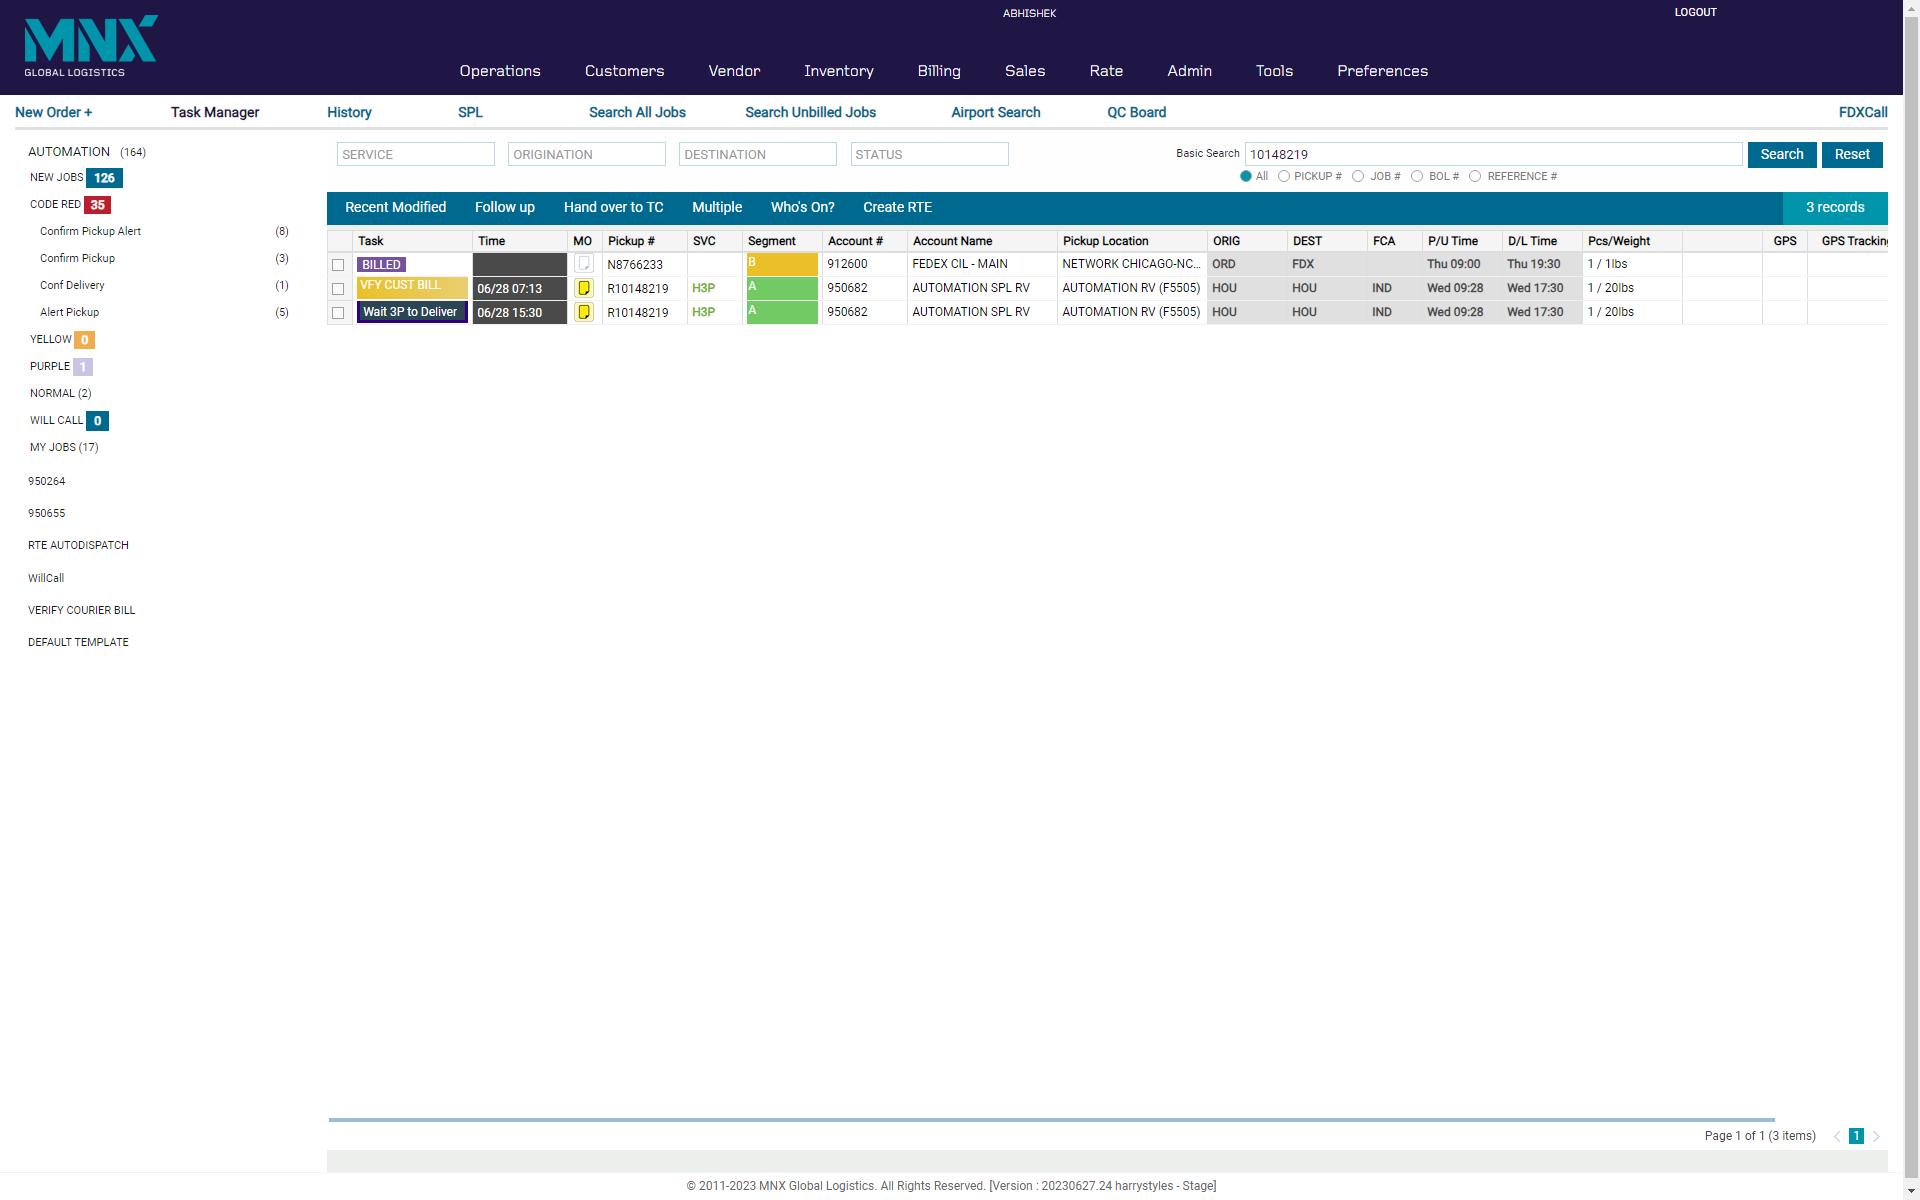 MNX
GLOBAL LOGISTICS
ABHISHEK
LOGOUT
Operations Customers Vendor Inventory Billing Sales Rate Admin Tools Preferences
New Order + Task Manager History SPL Search All Jobs Search Unbilled Jobs Airport Search QC Board FDXCall
AUTOMATION (164)
NEW JOBS 126
CODE RED 35
Confirm Pickup Alert (8)
Confirm Pickup (3)
Conf Delivery (1)
Alert Pickup (5)
YELLOW 0
PURPLE 1
NORMAL (2)
WILL CALL 0
MY JOBS (17)
950264
950655
RTE AUTODISPATCH
WillCall
VERIFY COURIER BILL
DEFAULT TEMPLATE
SERVICE ORIGINATION DESTINATION STATUS Basic Search 10148219 Search Reset
All PICKUP # JOB # BOL # REFERENCE #
Recent Modified Follow up Hand over to TC Multiple Who's On? Create RTE 3 records
Task Time MO Pickup # SVC Segment Account # Account Name Pickup Location ORIG DEST FCA P/U Time D/L Time Pcs/Weight GPS GPS Tracking
BILLED N8766233 B 912600 FEDEX CIL - MAIN NETWORK CHICAGO-NC... ORD FDX Thu 09:00 Thu 19:30 1 / 1lbs
VFY CUST BILL 06/28 07:13 R10148219 H3P A 950682 AUTOMATION SPL RV AUTOMATION RV (F5505) HOU HOU IND Wed 09:28 Wed 17:30 1 / 20lbs
Wait 3P to Deliver 06/28 15:30 R10148219 H3P A 950682 AUTOMATION SPL RV AUTOMATION RV (F5505) HOU HOU IND Wed 09:28 Wed 17:30 1 / 20lbs
Page 1 of 1 (3 items) 1
© 2011-2023 MNX Global Logistics. All Rights Reserved. [Version : 20230627.24 harrystyles - Stage]